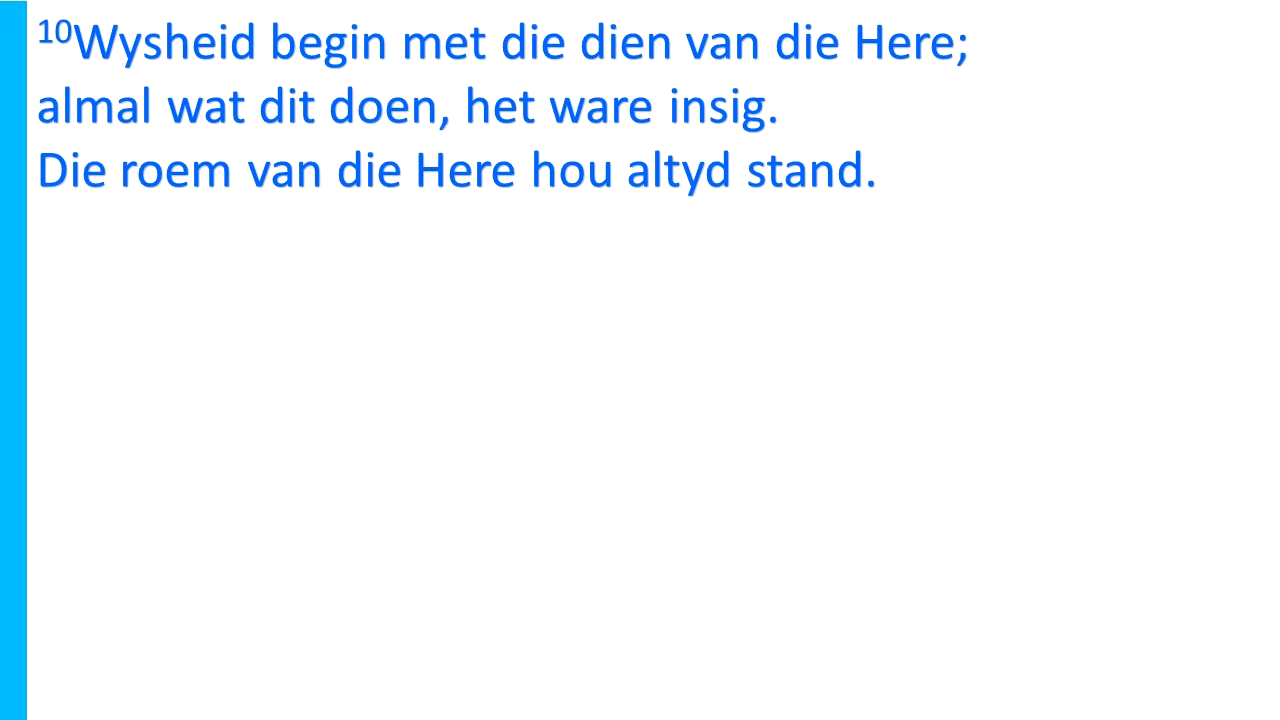 ¹⁰Wysheid begin met die dien van die Here;
almal wat dit doen, het ware insig.
Die roem van die Here hou altyd stand.